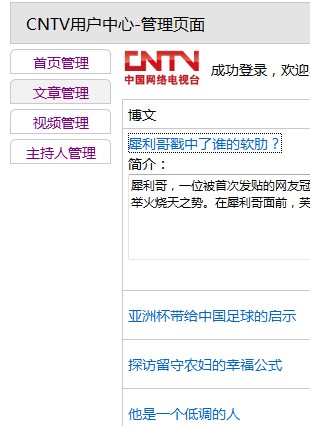 CNTV用户中心-管理页面
首页管理
文章管理
视频管理
主持人管理
CNTV
中国网络电视台
成功登录，欢迎
博文
犀利哥戳中了谁的软肋？
简介：
犀利哥，一位被首次发贴的网友冠
举火烧天之势。在犀利哥面前，芙
亚洲杯带给中国足球的启示
探访留守农妇的幸福公式
他是一个低调的人